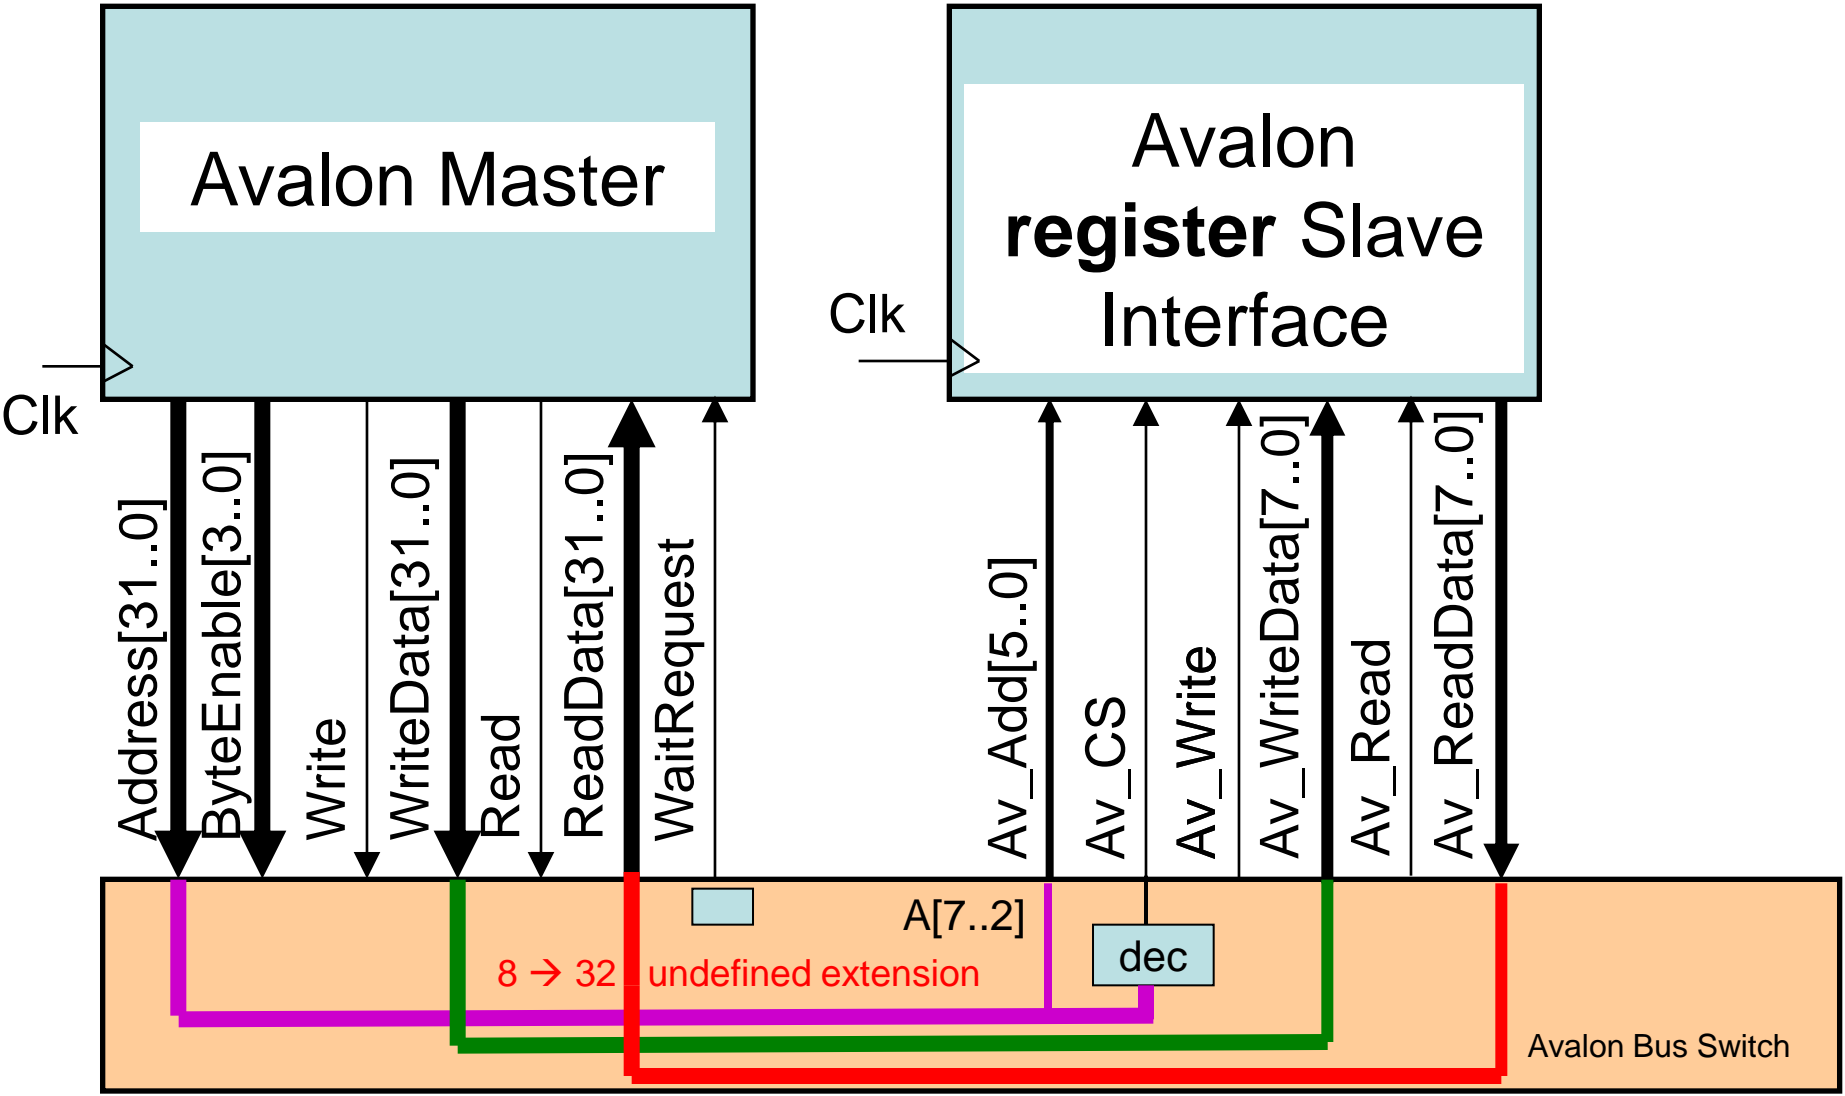 Avalon Master
Avalon
register Slave
Interface
Clk
Clk
Address[31..0]
ByteEnable[3..0]
Write
WriteData[31..0]
Read
ReadData[31..0]
WaitRequest
Av_Add[5..0]
Av_CS
Av_Write
Av_WriteData[7..0]
Av_Read
Av_ReadData[7..0]
A[7..2]
dec
8 → 32 undefined extension
Avalon Bus Switch